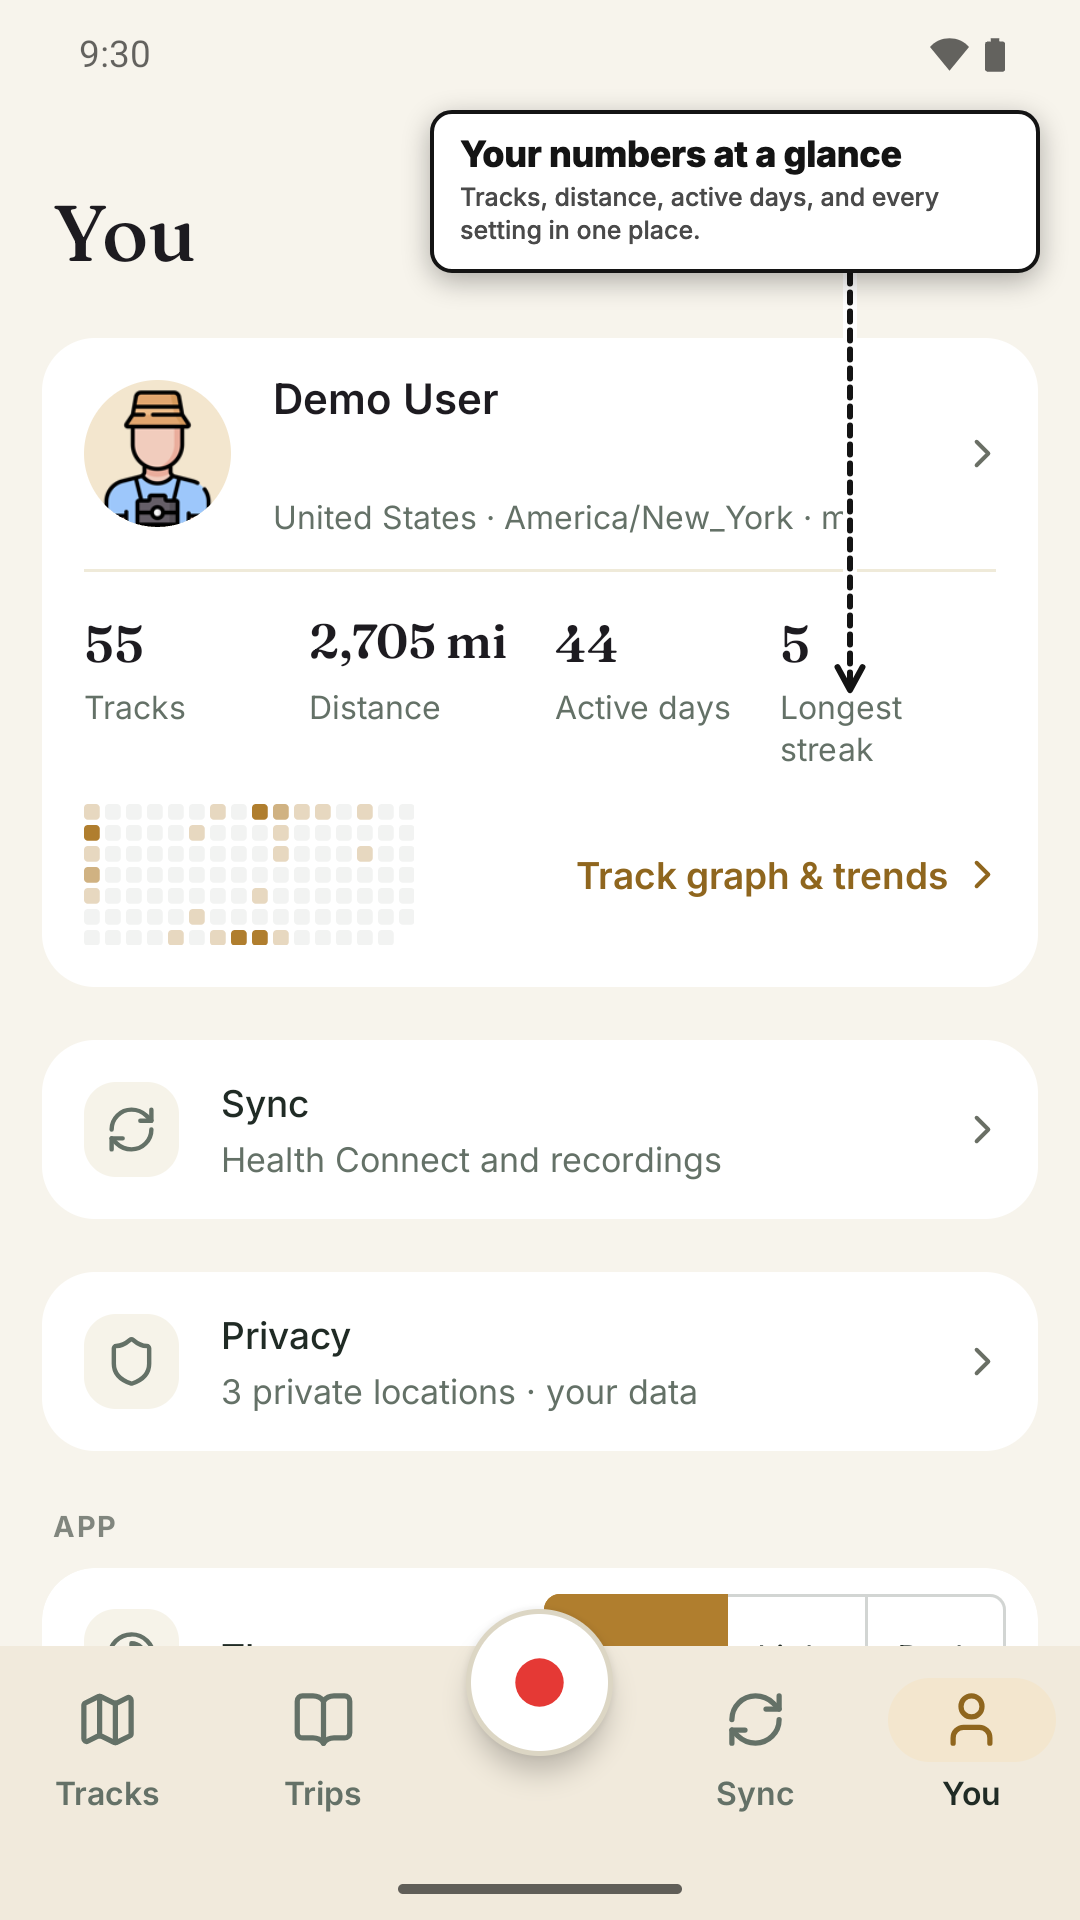 9:30
Your numbers at a glance
Tracks, distance, active days, and every
setting in one place.
You
Demo User
United States · America/New_York ·
55
2,705 mi
44
5
Tracks
Distance
Active days
Longest
streak
Track graph & trends
Sync
Health Connect and recordings
Privacy
3 private locations · your data
APP
Tracks
Trips
Sync
You